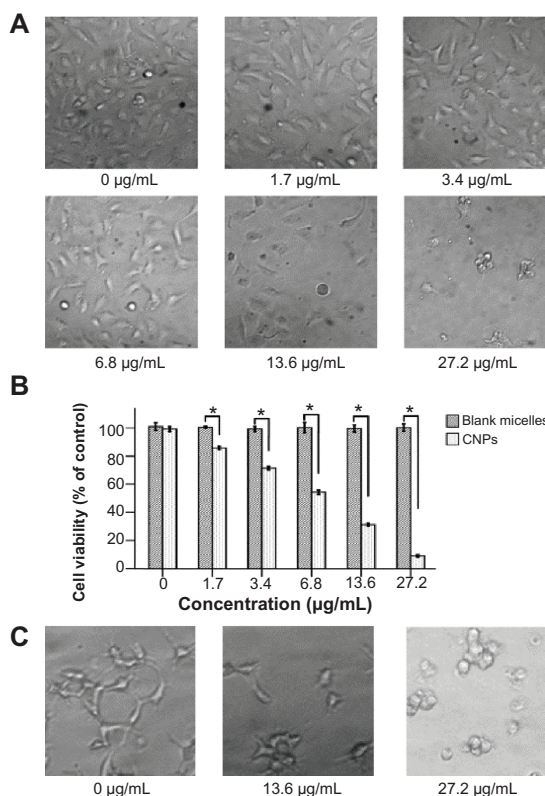 A
0 µg/mL 1.7 µg/mL 3.4 µg/mL
6.8 µg/mL 13.6 µg/mL 27.2 µg/mL
B
Cell viability (% of control)
100
80
60
40
20
0
* * * * *
Blank micelles
CNPs
0 1.7 3.4 6.8 13.6 27.2
Concentration (µg/mL)
C
0 µg/mL 13.6 µg/mL 27.2 µg/mL